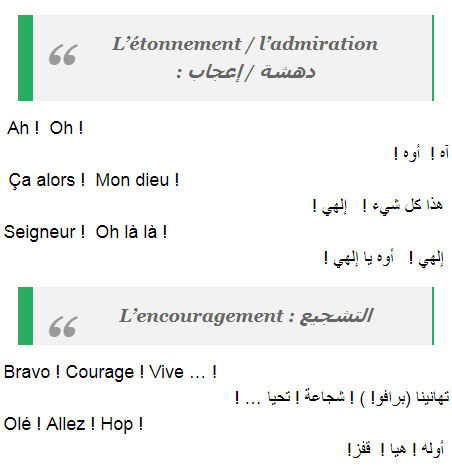 L’étonnement / l’admiration
دهشة / إعجاب :
Ah !  Oh !
آه !  أوه !
Ça alors !  Mon dieu !
هذا كل شيء !   إلهي !
Seigneur !  Oh là là !
إلهي !   أوه يا إلهي !
L’encouragement : التشجيع
Bravo ! Courage ! Vive … !
تهانينا (برافو! ) ! شجاعة ! تحيا … !
Olé ! Allez ! Hop !
أوله ! هيا !  قفز!